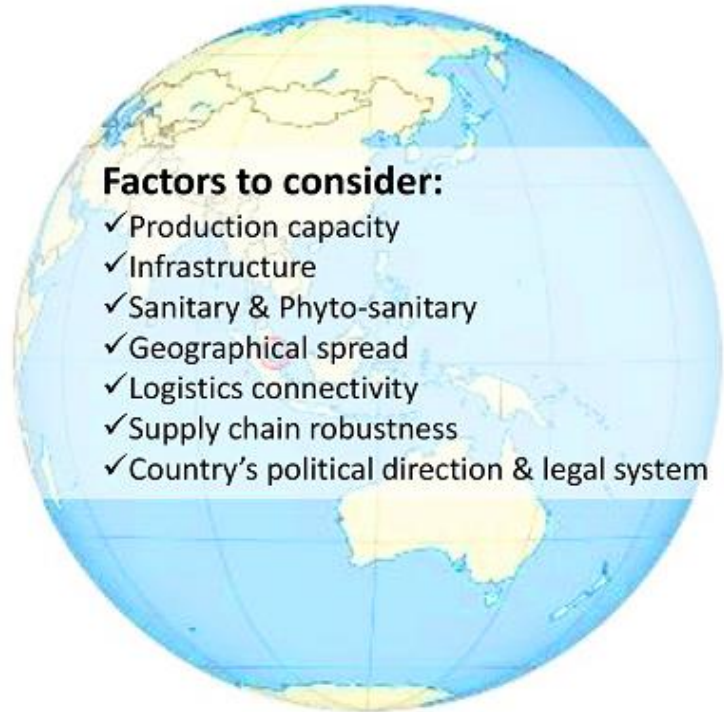 Factors to consider:
✓Production capacity
✓Infrastructure
✓Sanitary & Phyto-sanitary
✓Geographical spread
✓Logistics connectivity
✓Supply chain robustness
✓Country's political direction & legal system